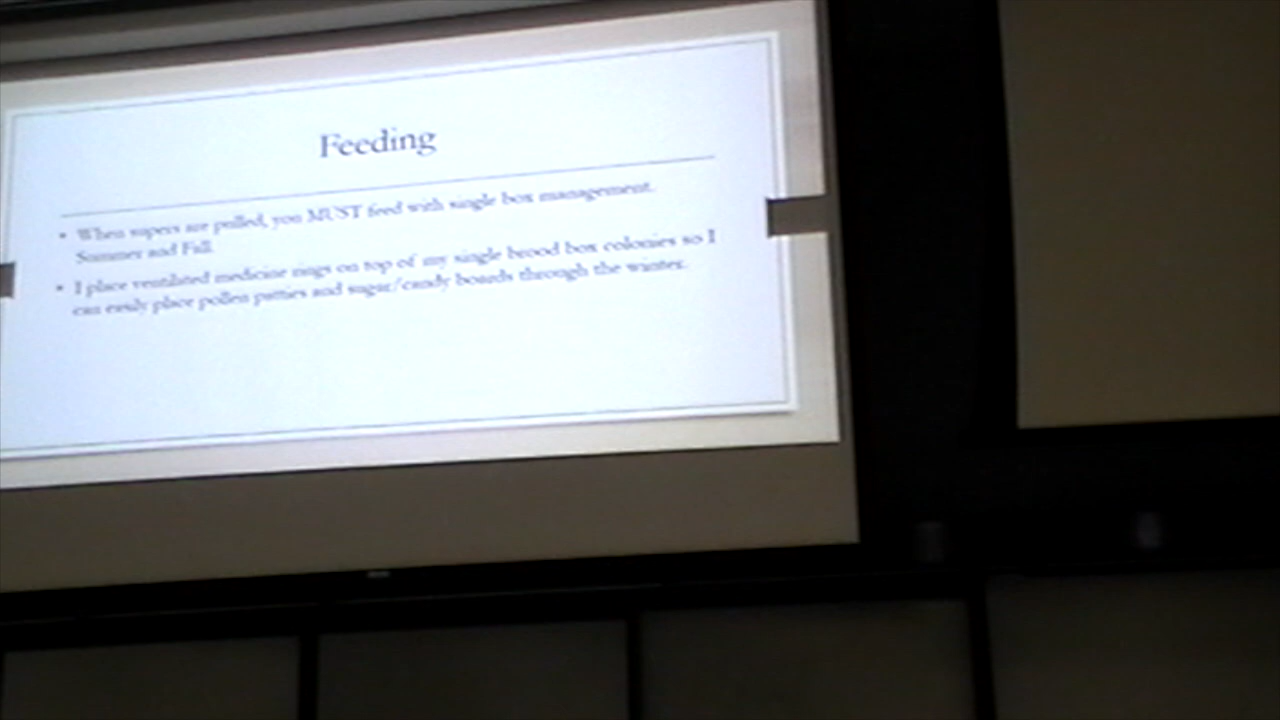 Feeding
• When supers are pulled, you MUST feed with single box management.
Summer and Fall.
• I place ventilated medicine rings on top of my single brood box colonies so I
can easily place pollen patties and sugar/candy boards through the winter.